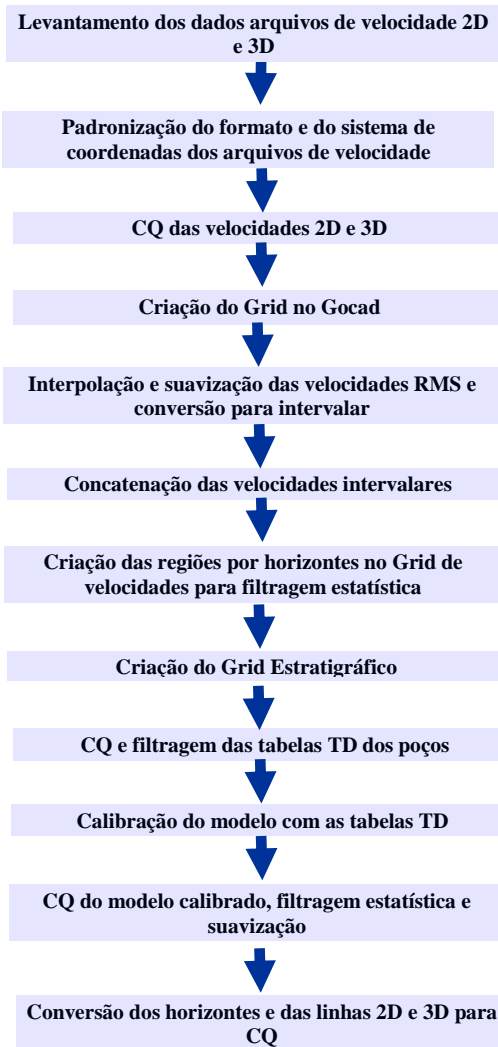 Levantamento dos dados arquivos de velocidade 2D
e 3D
Padronização do formato e do sistema de
coordenadas dos arquivos de velocidade
CQ das velocidades 2D e 3D
Criação do Grid no Gocad
Interpolação e suavização das velocidades RMS e
conversão para intervalar
Concatenação das velocidades intervalares
Criação das regiões por horizontes no Grid de
velocidades para filtragem estatística
Criação do Grid Estratigráfico
CQ e filtragem das tabelas TD dos poços
Calibração do modelo com as tabelas TD
CQ do modelo calibrado, filtragem estatística e
suavização
Conversão dos horizontes e das linhas 2D e 3D para
CQ